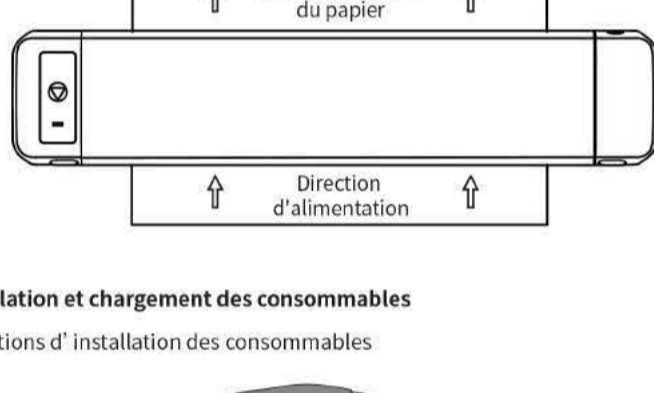 du papier
Direction
d'alimentation
lation et chargement des consommables
tions d' installation des consommables